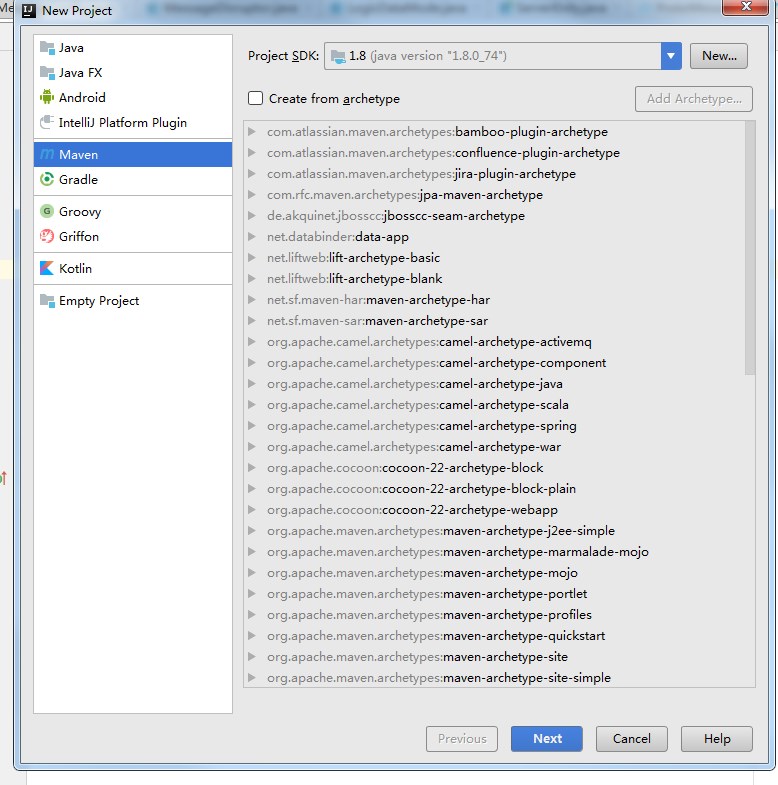 New Project
Java
Java FX
Android
IntelliJ Platform Plugin
Maven
Gradle
Groovy
Griffon
Kotlin
Empty Project
Project SDK: 1.8 (java version "1.8.0_74") New...
Create from archetype Add Archetype...
com.atlassian.maven.archetypes:bamboo-plugin-archetype
com.atlassian.maven.archetypes:confluence-plugin-archetype
com.atlassian.maven.archetypes:jira-plugin-archetype
com.rfc.maven.archetypes:jpa-maven-archetype
de.akquinet.jbosscc:jbosscc-seam-archetype
net.databinder:data-app
net.liftweb:lift-archetype-basic
net.liftweb:lift-archetype-blank
net.sf.maven-har:maven-archetype-har
net.sf.maven-sar:maven-archetype-sar
org.apache.camel.archetypes:camel-archetype-activemq
org.apache.camel.archetypes:camel-archetype-component
org.apache.camel.archetypes:camel-archetype-java
org.apache.camel.archetypes:camel-archetype-scala
org.apache.camel.archetypes:camel-archetype-spring
org.apache.camel.archetypes:camel-archetype-war
org.apache.cocoon:cocoon-22-archetype-block
org.apache.cocoon:cocoon-22-archetype-block-plain
org.apache.cocoon:cocoon-22-archetype-webapp
org.apache.maven.archetypes:maven-archetype-j2ee-simple
org.apache.maven.archetypes:maven-archetype-marmalade-mojo
org.apache.maven.archetypes:maven-archetype-mojo
org.apache.maven.archetypes:maven-archetype-portlet
org.apache.maven.archetypes:maven-archetype-profiles
org.apache.maven.archetypes:maven-archetype-quickstart
org.apache.maven.archetypes:maven-archetype-site
org.apache.maven.archetypes:maven-archetype-site-simple
Previous Next Cancel Help